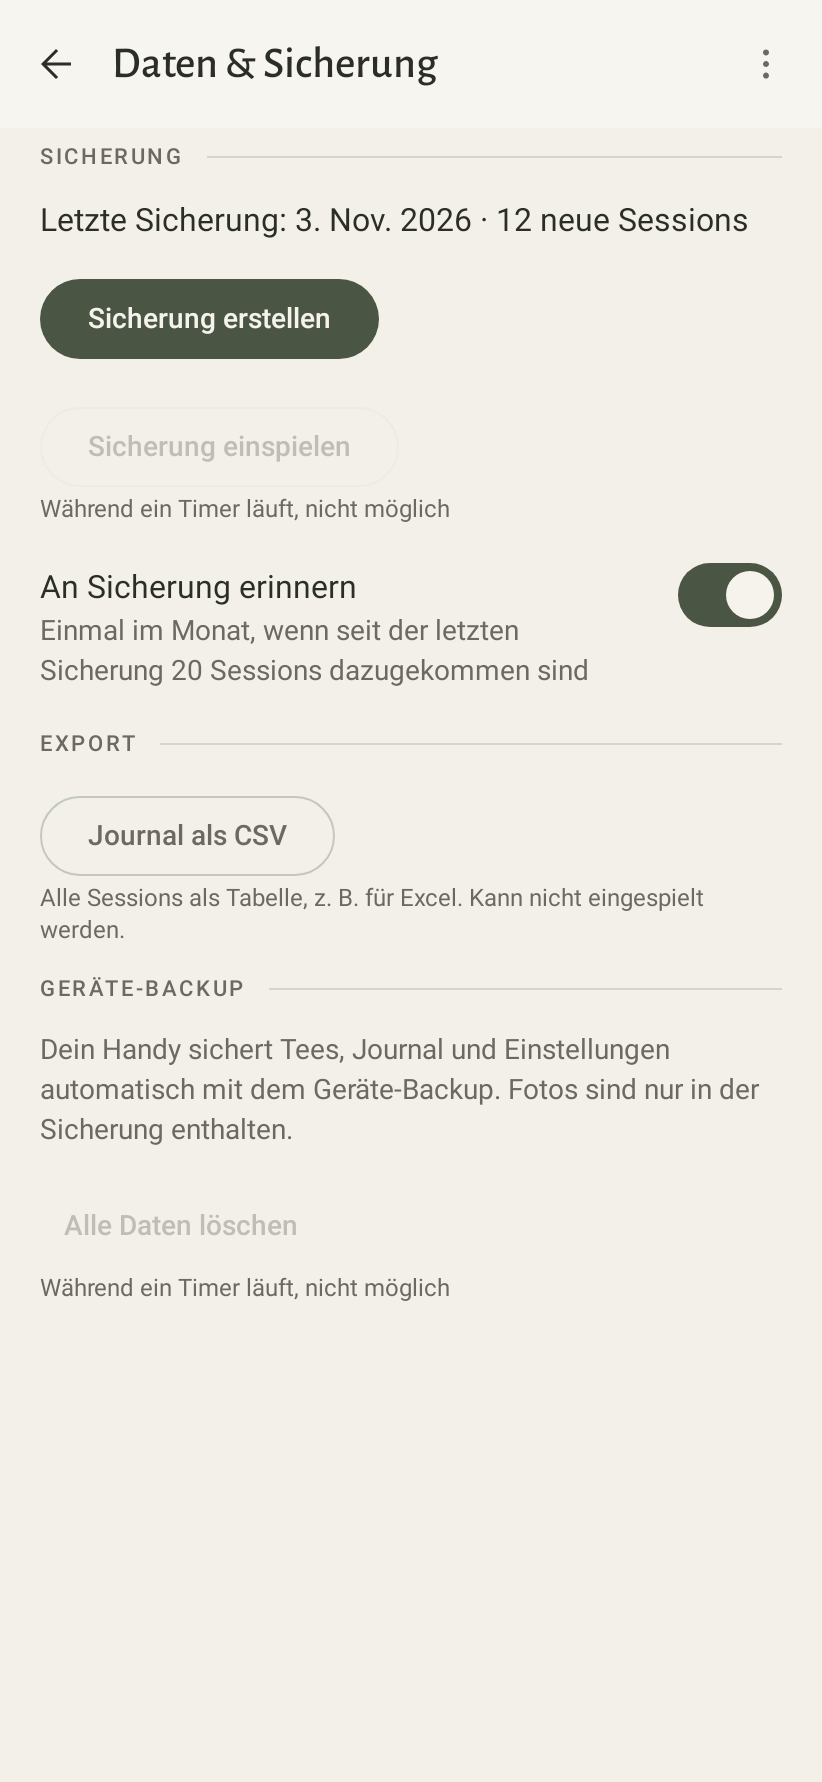 Daten & Sicherung
SICHERUNG
Letzte Sicherung: 3. Nov. 2026 · 12 neue Sessions
Sicherung erstellen
Sicherung einspielen
Während ein Timer läuft, nicht möglich
An Sicherung erinnern
Einmal im Monat, wenn seit der letzten
Sicherung 20 Sessions dazugekommen sind
EXPORT
Journal als CSV
Alle Sessions als Tabelle, z. B. für Excel. Kann nicht eingespielt
werden.
GERÄTE-BACKUP
Dein Handy sichert Tees, Journal und Einstellungen
automatisch mit dem Geräte-Backup. Fotos sind nur in der
Sicherung enthalten.
Alle Daten löschen
Während ein Timer läuft, nicht möglich